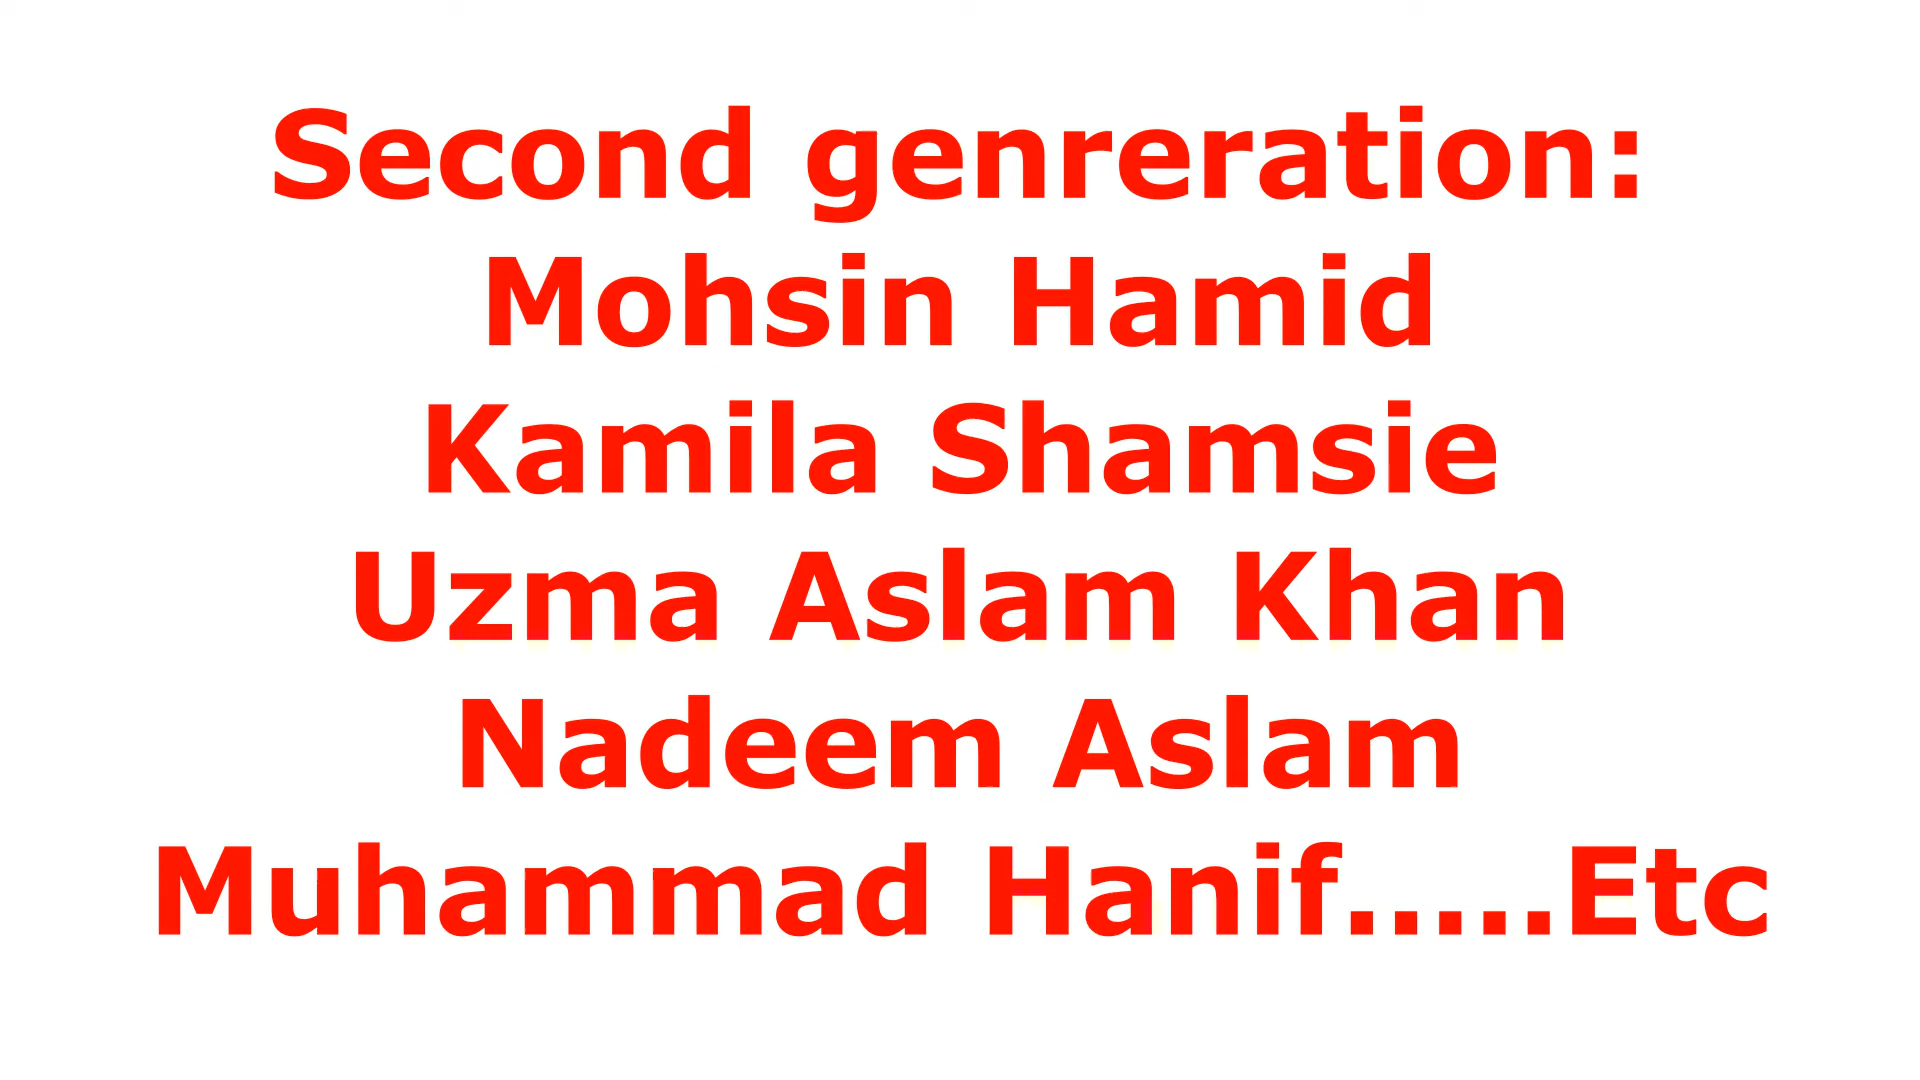 Second genreration:
Mohsin Hamid
Kamila Shamsie
Uzma Aslam Khan
Nadeem Aslam
Muhammad Hanif.....Etc